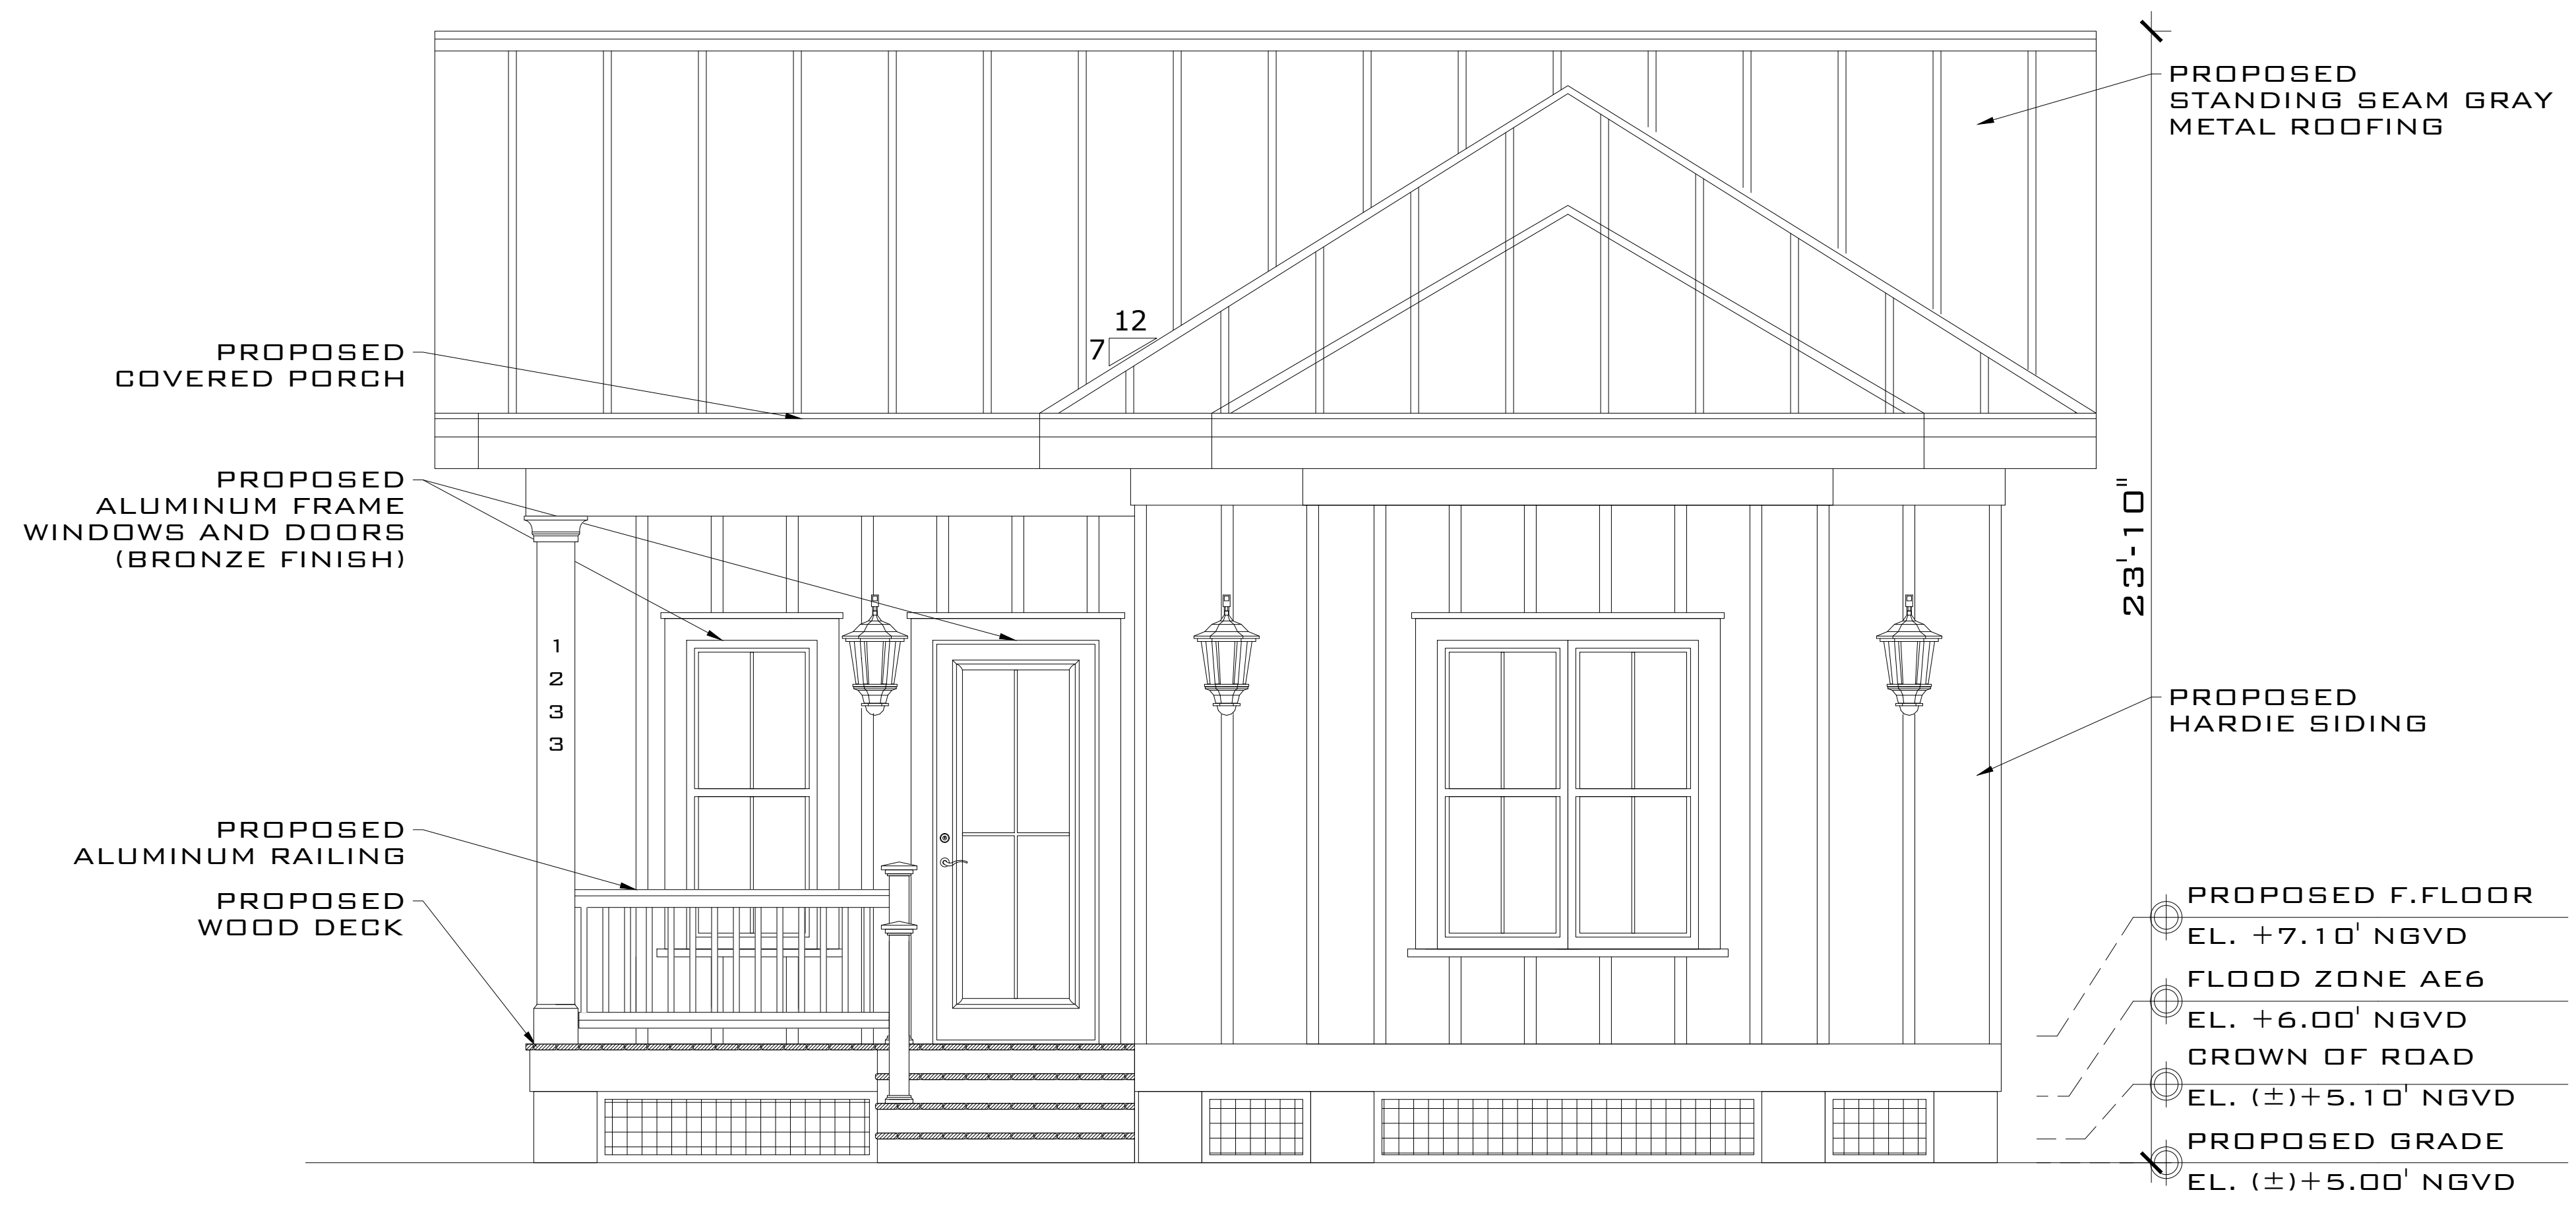 PROPOSED
STANDING SEAM GRAY
METAL ROOFING
12
7
PROPOSED
COVERED PORCH
PROPOSED
ALUMINUM FRAME
WINDOWS AND DOORS
(BRONZE FINISH)
23'-10"
1
2
3
3
PROPOSED
HARDIE SIDING
PROPOSED
ALUMINUM RAILING
PROPOSED
WOOD DECK
PROPOSED F.FLOOR
EL. +7.10' NGVD
FLOOD ZONE AE6
EL. +6.00' NGVD
CROWN OF ROAD
EL. (±)+5.10' NGVD
PROPOSED GRADE
EL. (±)+5.00' NGVD